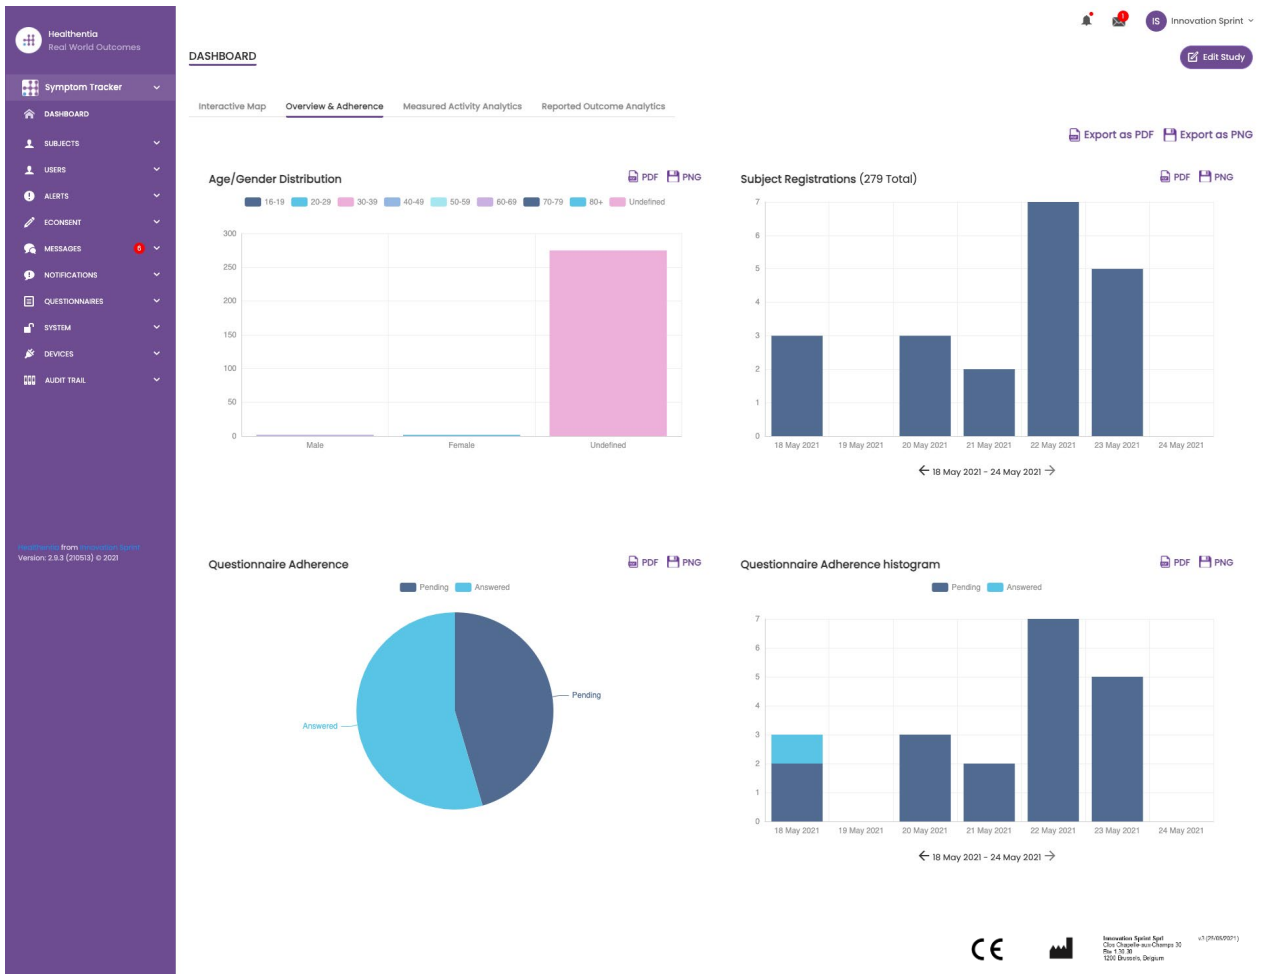 Healthentia
Real World Outcomes
IS Innovation Sprint
1
DASHBOARD
Edit Study
Symptom Tracker
DASHBOARD
SUBJECTS
USERS
ALERTS
ECONSENT
MESSAGES 6
NOTIFICATIONS
QUESTIONNAIRES
SYSTEM
DEVICES
AUDIT TRAIL
Healthentia from Innovation Sprint
Version: 2.9.3 (210513) © 2021
Interactive Map Overview & Adherence Measured Activity Analytics Reported Outcome Analytics
Export as PDF Export as PNG
Age/Gender Distribution PDF PNG
16-19 20-29 30-39 40-49 50-59 60-69 70-79 80+ Undefined
300
250
200
150
100
50
0
Male Female Undefined
Subject Registrations (279 Total) PDF PNG
7
6
5
4
3
2
1
0
18 May 2021 19 May 2021 20 May 2021 21 May 2021 22 May 2021 23 May 2021 24 May 2021
← 18 May 2021 - 24 May 2021 →
Questionnaire Adherence PDF PNG
Pending Answered
Pending
Answered
Questionnaire Adherence histogram PDF PNG
Pending Answered
7
6
5
4
3
2
1
0
18 May 2021 19 May 2021 20 May 2021 21 May 2021 22 May 2021 23 May 2021 24 May 2021
← 18 May 2021 - 24 May 2021 →
CE
Innovation Sprint Sprl
Clos Chapelle-aux-Champs 30
Bte 1.30.30
1200 Brussels, Belgium